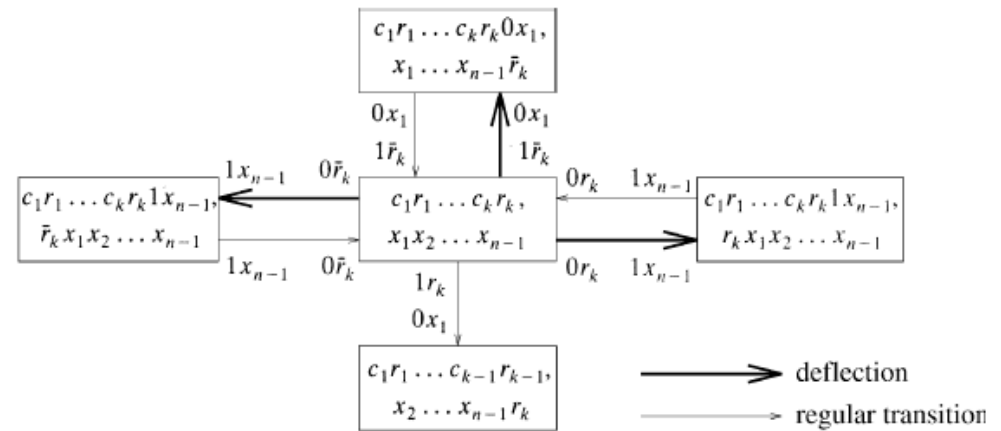 c₁r₁ … cₖrₖ0x₁,
x₁ … xₙ₋₁r̄ₖ
0x₁ 0x₁
1r̄ₖ 1r̄ₖ
1xₙ₋₁ 0r̄ₖ
0rₖ 1xₙ₋₁
c₁r₁ … cₖrₖ1xₙ₋₁,
r̄ₖx₁x₂ … xₙ₋₁
c₁r₁ … cₖrₖ,
x₁x₂ … xₙ₋₁
c₁r₁ … cₖrₖ1xₙ₋₁,
rₖx₁x₂ … xₙ₋₁
1xₙ₋₁ 0r̄ₖ
0rₖ 1xₙ₋₁
1rₖ
0x₁
c₁r₁ … cₖ₋₁rₖ₋₁,
x₂ … xₙ₋₁rₖ
deflection
regular transition